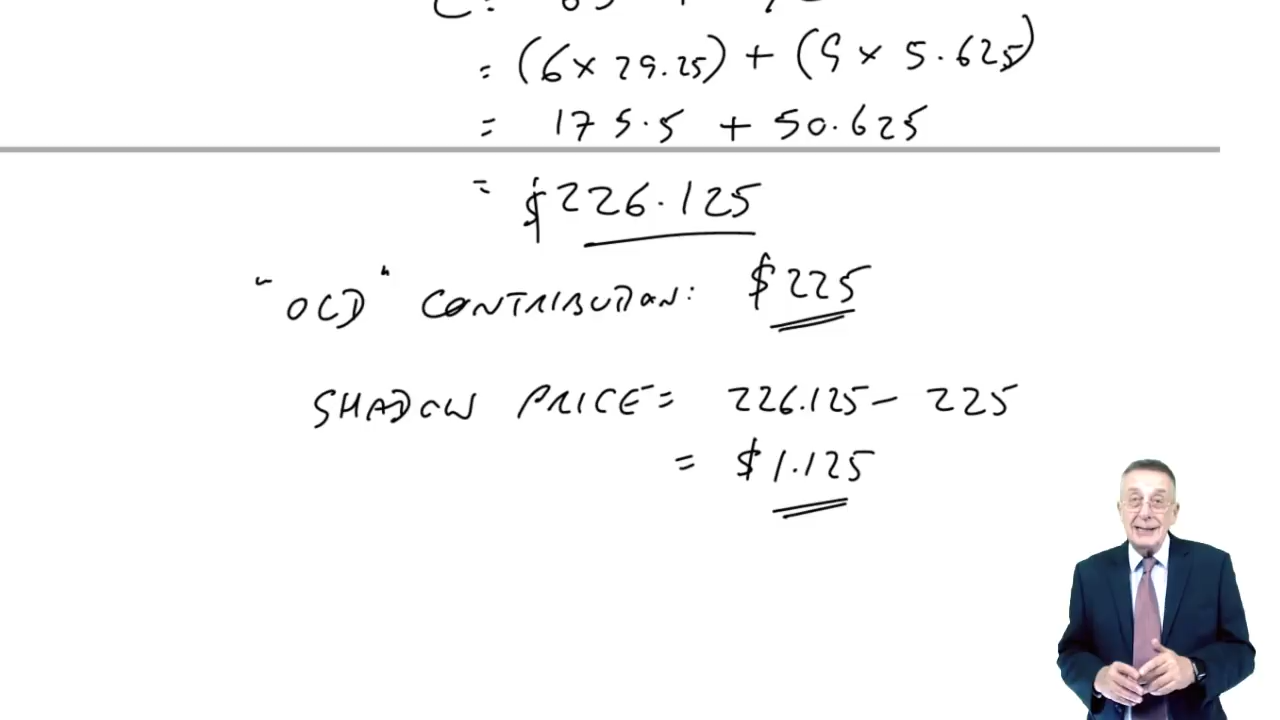 = (6 × 29.25) + (9 × 5.625)
= 175.5 + 50.625
= $226.125
"OLD" CONTRIBUTION: $225
SHADOW PRICE = 226.125 - 225
= $1.125